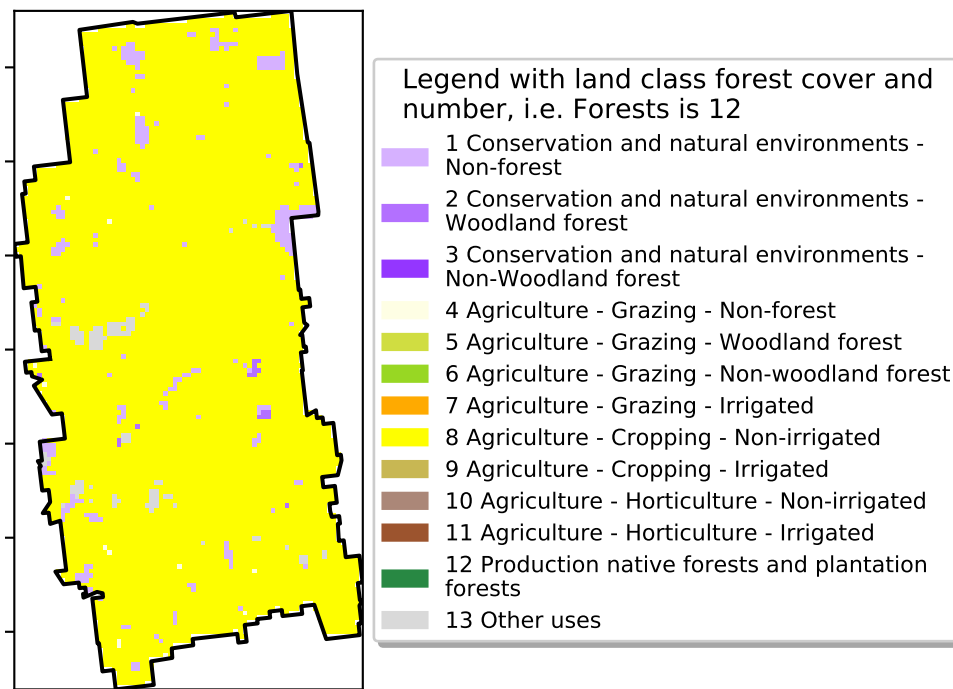 Legend with land class forest cover and
number, i.e. Forests is 12
1 Conservation and natural environments -
Non-forest
2 Conservation and natural environments -
Woodland forest
3 Conservation and natural environments -
Non-Woodland forest
4 Agriculture - Grazing - Non-forest
5 Agriculture - Grazing - Woodland forest
6 Agriculture - Grazing - Non-woodland forest
7 Agriculture - Grazing - Irrigated
8 Agriculture - Cropping - Non-irrigated
9 Agriculture - Cropping - Irrigated
10 Agriculture - Horticulture - Non-irrigated
11 Agriculture - Horticulture - Irrigated
12 Production native forests and plantation
forests
13 Other uses